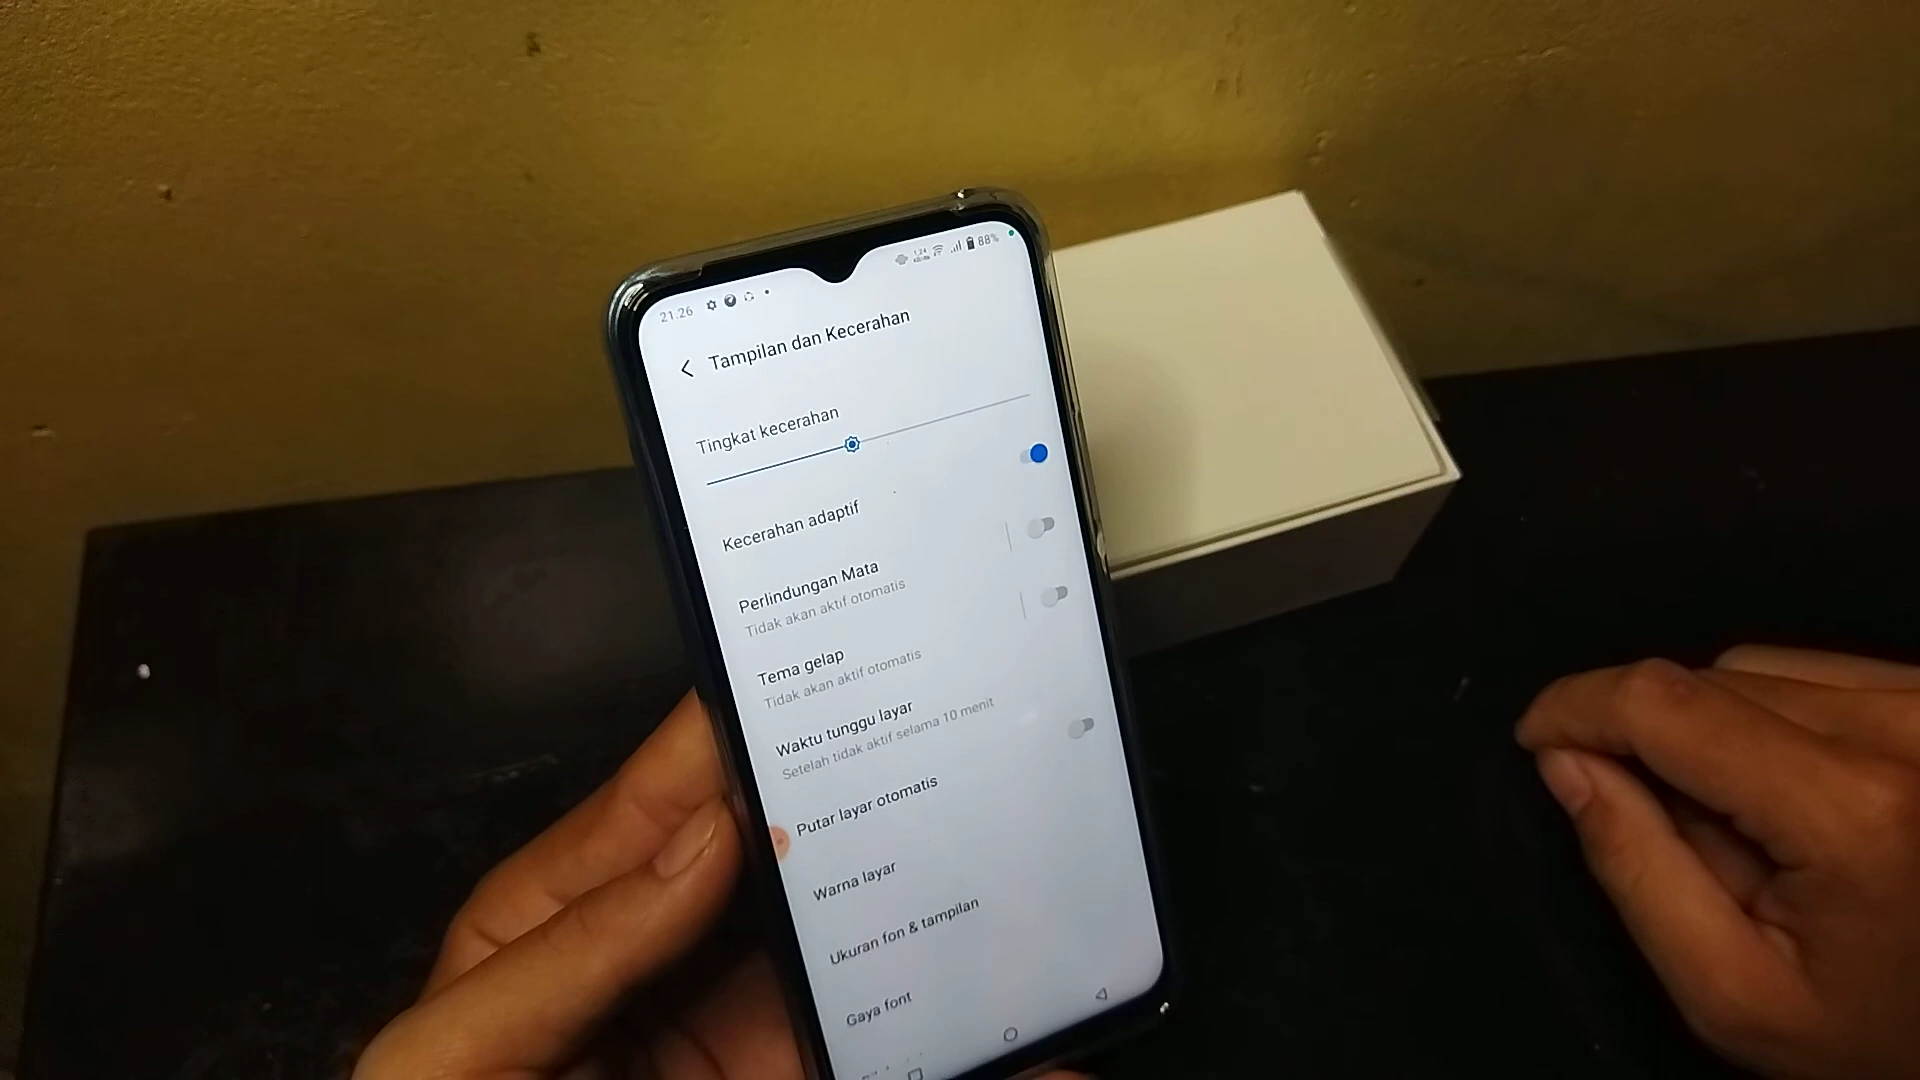 21.26
88%
Tampilan dan Kecerahan
Tingkat kecerahan
Kecerahan adaptif
Perlindungan Mata
Tidak akan aktif otomatis
Tema gelap
Tidak akan aktif otomatis
Waktu tunggu layar
Setelah tidak aktif selama 10 menit
Putar layar otomatis
Warna layar
Ukuran fon & tampilan
Gaya font